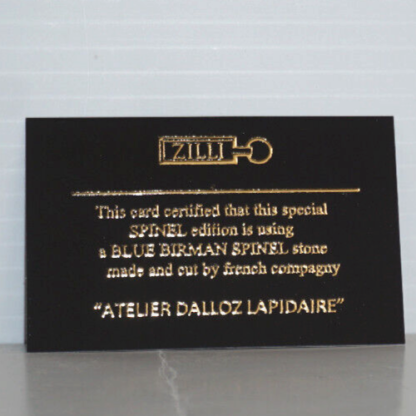 ZILLI
This card certified that this special
SPINEL edition is using
a BLUE BIRMAN SPINEL stone
made and cut by french compagny
"ATELIER DALLOZ LAPIDAIRE"